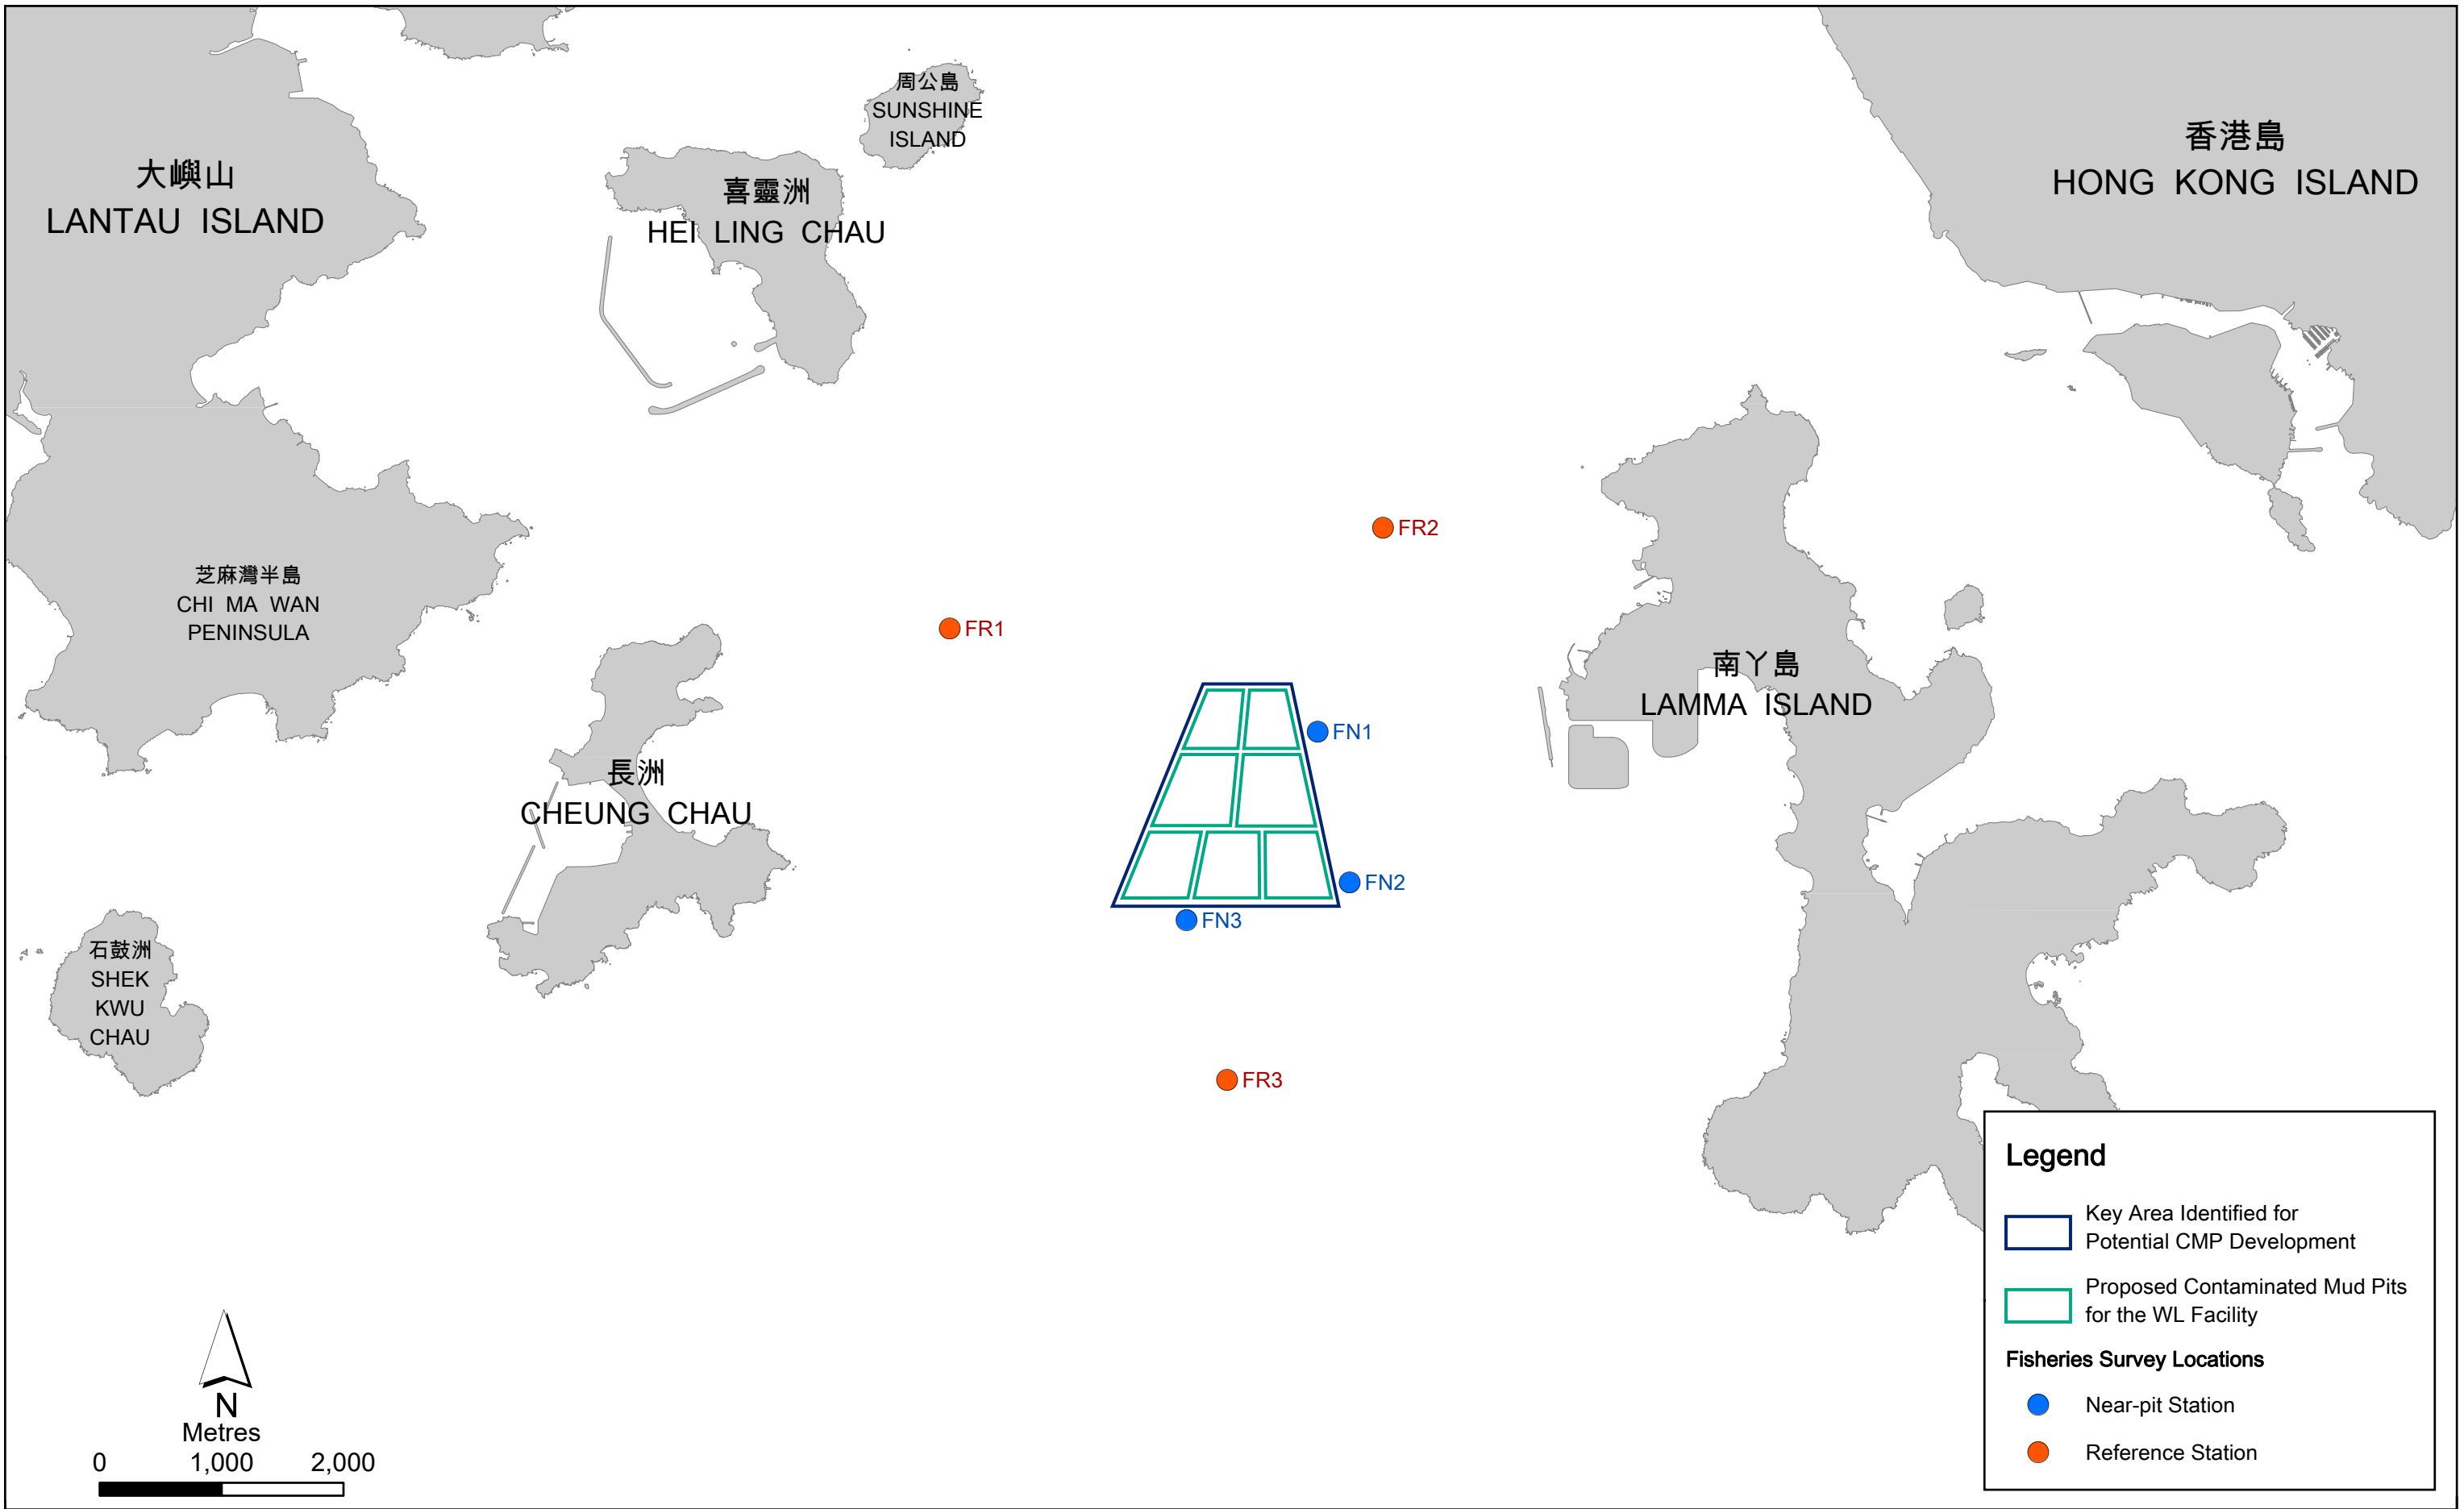 周公島
SUNSHINE
ISLAND
香港島
HONG KONG ISLAND
大嶼山
LANTAU ISLAND
喜靈洲
HEI LING CHAU
FR2
芝麻灣半島
CHI MA WAN
PENINSULA
FR1
南丫島
LAMMA ISLAND
FN1
長洲
CHEUNG CHAU
FN2
FN3
石鼓洲
SHEK
KWU
CHAU
FR3
Legend
Key Area Identified for
Potential CMP Development
Proposed Contaminated Mud Pits
for the WL Facility
Fisheries Survey Locations
Near-pit Station
Reference Station
N
Metres
0 1,000 2,000